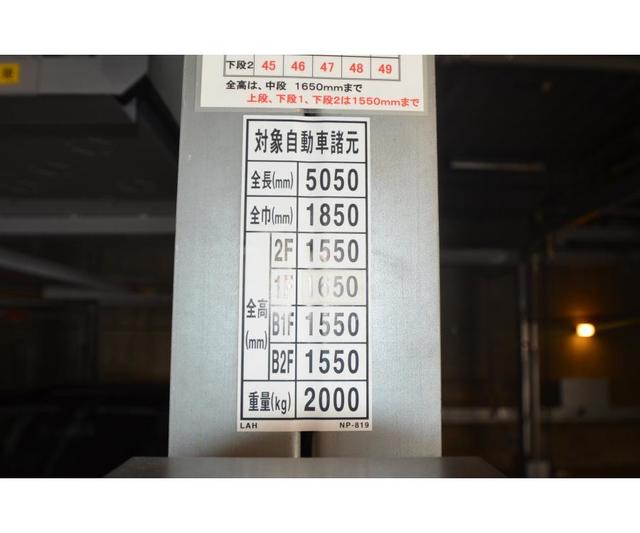 下段2 45 46 47 48 49
全高は、中段 1650mmまで
上段、下段1、下段2は1550mmまで
対象自動車諸元
全長(mm) 5050
全巾(mm) 1850
全高(mm)
2F 1550
1F 1650
B1F 1550
B2F 1550
重量(kg) 2000
LAH NP-819